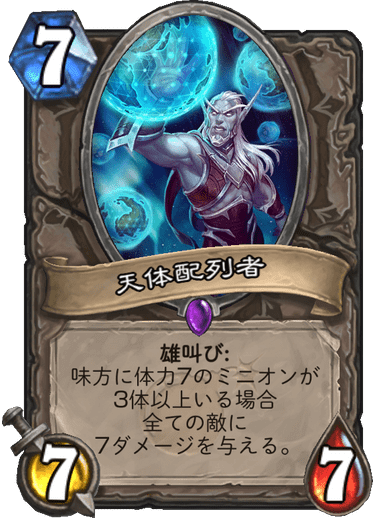 7
天体配列者
雄叫び:
味方に体力7のミニオンが
3体以上いる場合
全ての敵に
7ダメージを与える。
7
7